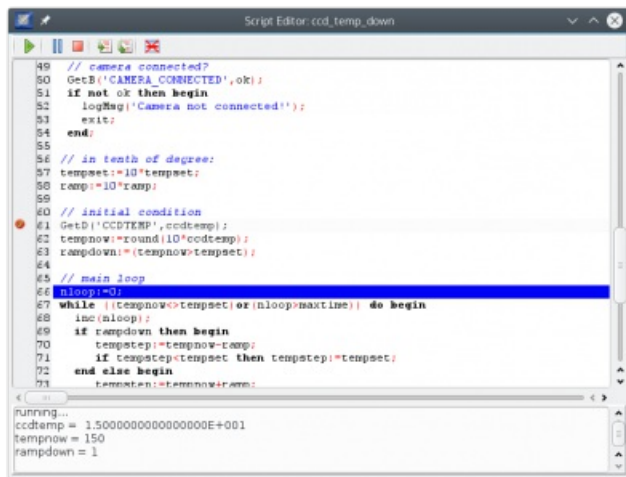 Script Editor: ccd_temp_down
49 // camera connected?
50 GetB('CAMERA_CONNECTED',ok);
51 if not ok then begin
52 logMsg('Camera not connected!');
53 exit;
54 end;
55
56 // in tenth of degree:
57 tempset:=10*tempset;
58 ramp:=10*ramp;
59
60 // initial condition
61 GetD('CCDTEMP',ccdtemp);
62 tempnow:=round(10*ccdtemp);
63 rampdown:=(tempnow>tempset);
64
65 // main loop
66 nloop:=0;
67 while ((tempnow<>tempset)or(nloop>maxtime)) do begin
68 inc(nloop);
69 if rampdown then begin
70 tempstep:=tempnow-ramp;
71 if tempstep<tempset then tempstep:=tempset;
72 end else begin
73 tempstep:=tempnow+ramp;
running...
ccdtemp = 1.5000000000000000E+001
tempnow = 150
rampdown = 1